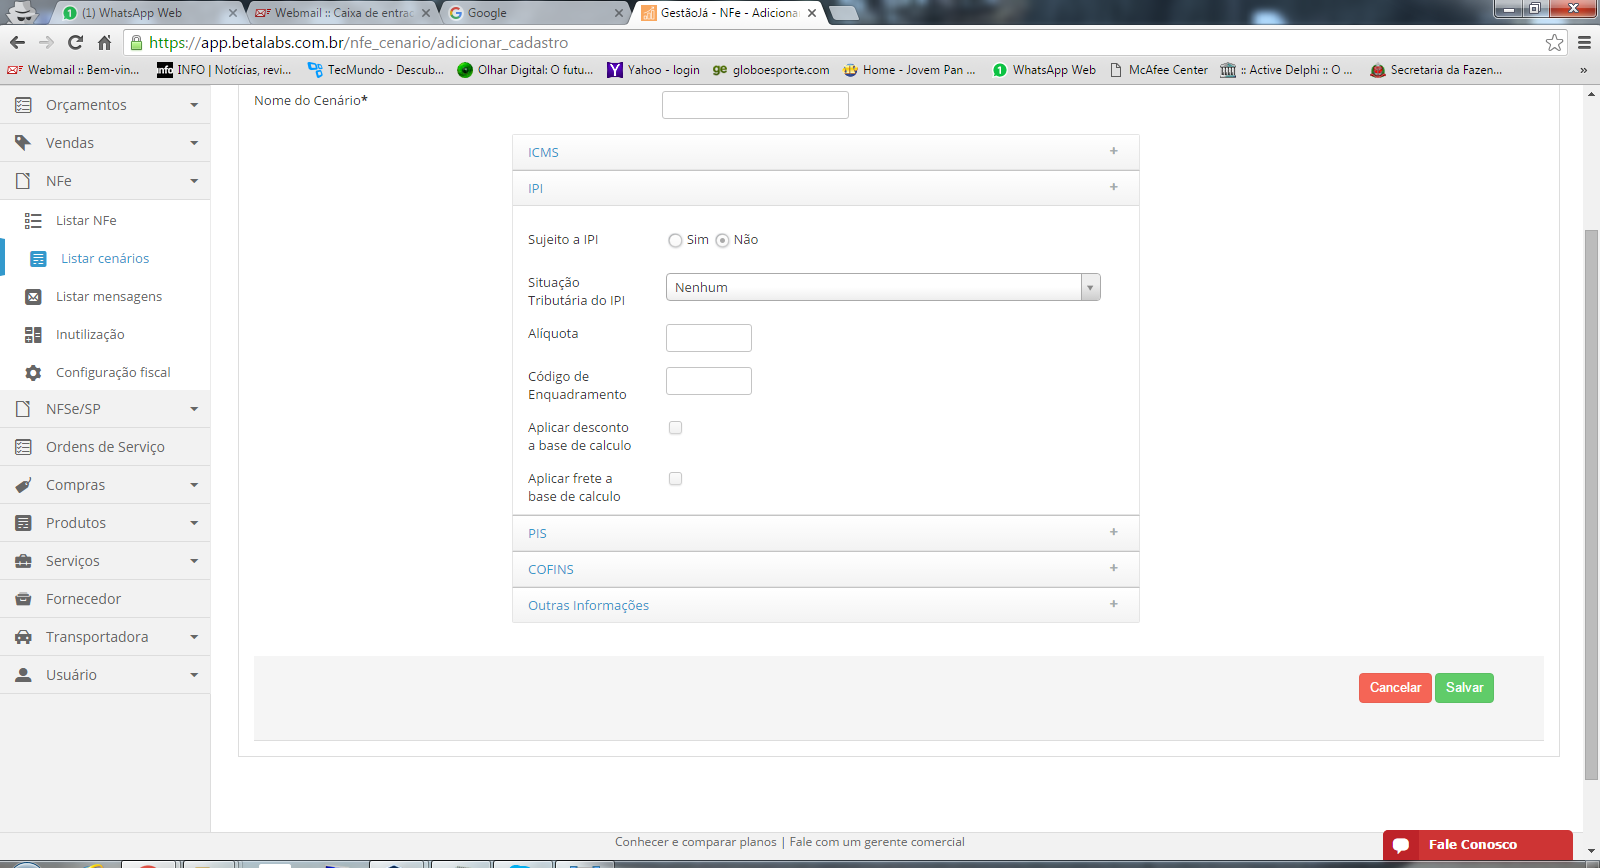 (1) WhatsApp Web
Webmail :: Caixa de entrac
Google
GestãoJá - NFe - Adiciona
https://app.betalabs.com.br/nfe_cenario/adicionar_cadastro
Webmail :: Bem-vin...
info INFO | Notícias, revi...
TecMundo - Descub...
Olhar Digital: O futu...
Yahoo - login
ge globoesporte.com
Home - Jovem Pan ...
WhatsApp Web
McAfee Center
:: Active Delphi :: O ...
Secretaria da Fazen...
»
Orçamentos
Vendas
NFe
Listar NFe
Listar cenários
Listar mensagens
Inutilização
Configuração fiscal
NFSe/SP
Ordens de Serviço
Compras
Produtos
Serviços
Fornecedor
Transportadora
Usuário
Nome do Cenário*
ICMS +
IPI +
Sujeito a IPI Sim Não
Situação
Tributária do IPI
Nenhum
Alíquota
Código de
Enquadramento
Aplicar desconto
a base de calculo
Aplicar frete a
base de calculo
PIS +
COFINS +
Outras Informações +
Cancelar Salvar
Conhecer e comparar planos | Fale com um gerente comercial
Fale Conosco